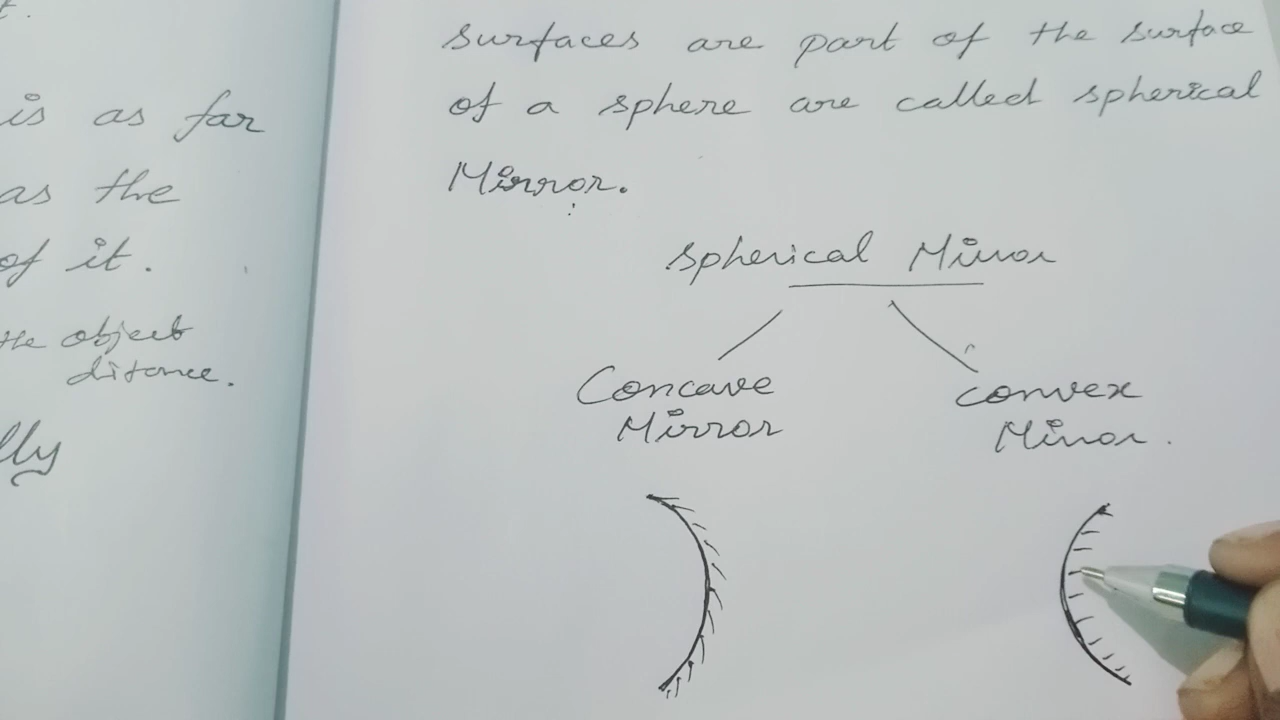 is as far
as the
of it.
the object
distance.
lly
surfaces are part of the surface
of a sphere are called spherical
Mirror.
Spherical Mirror
Concave
Mirror
convex
Mirror.